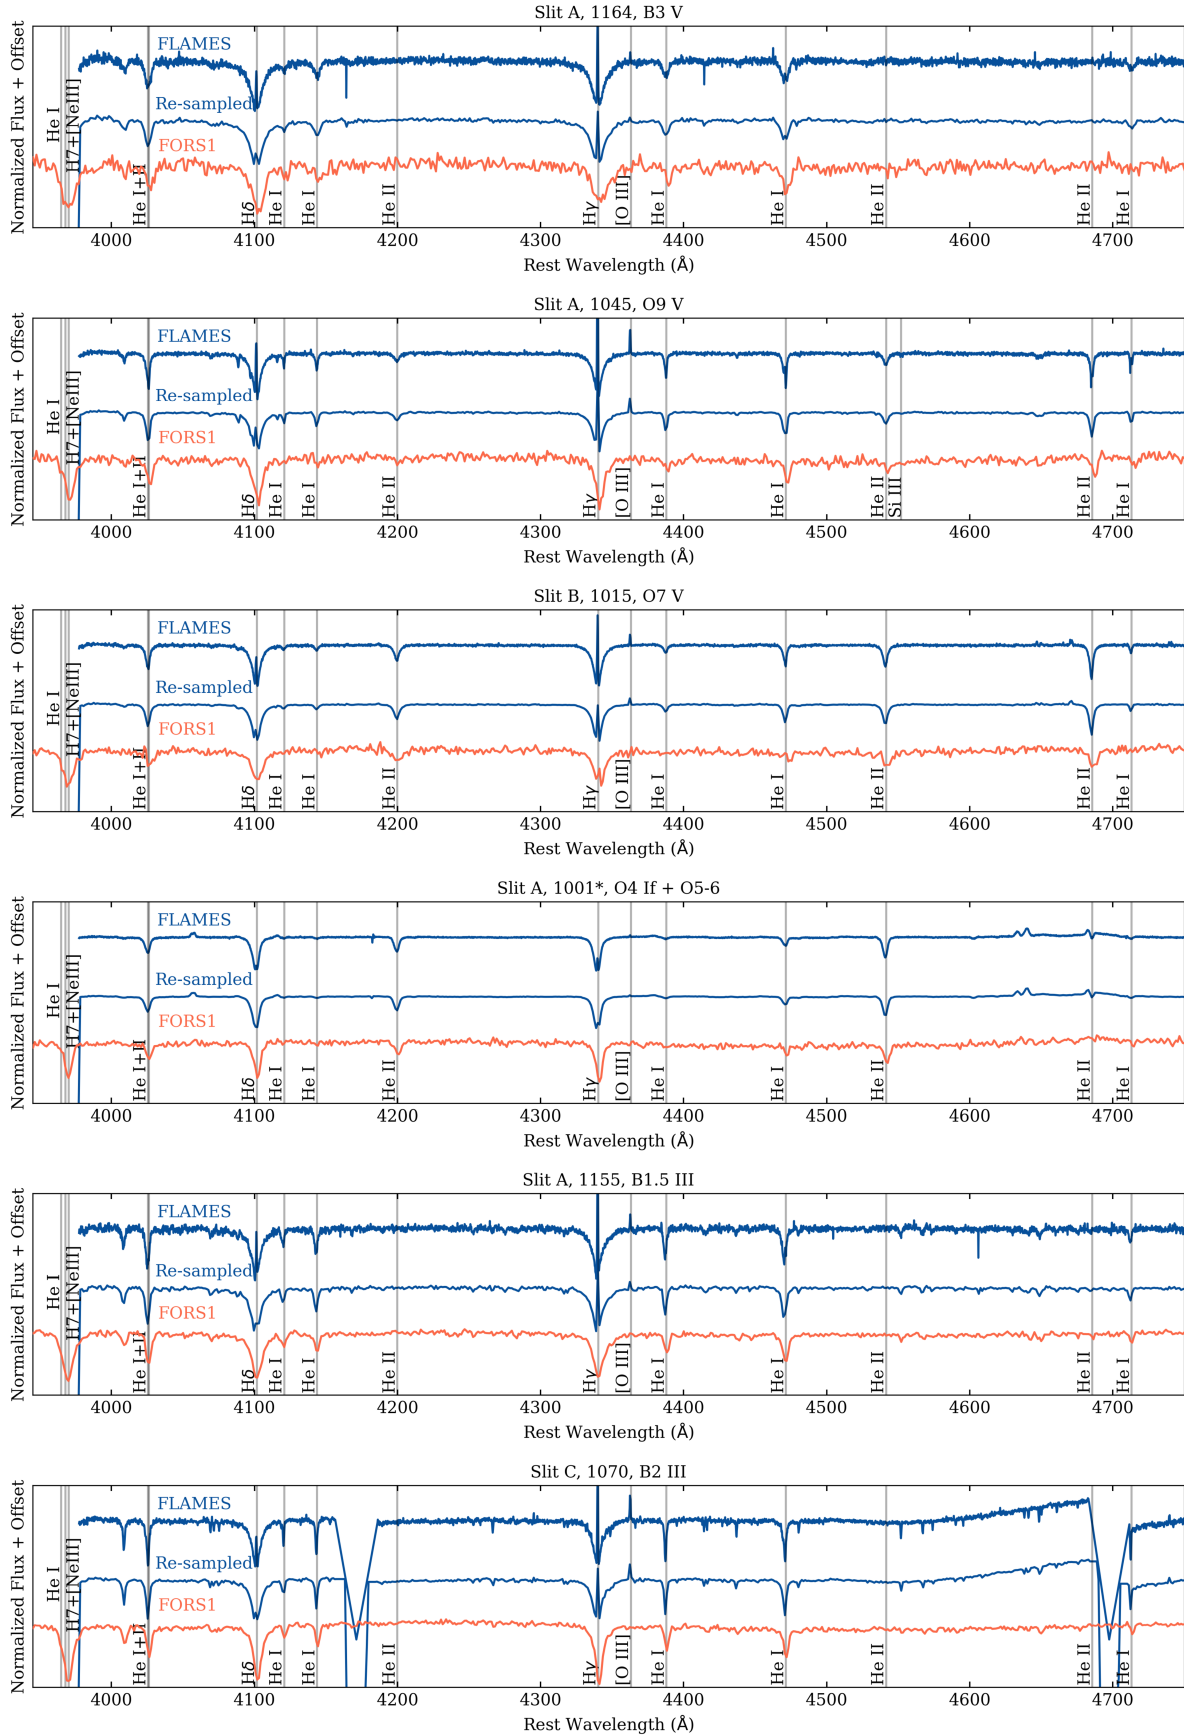 Slit A, 1164, B3 V
Normalized Flux + Offset
FLAMES
Re-sampled
FORS1
He I
H7+[NeIII]
He I+II
Hδ
He I
He I
He II
Hγ
[O III]
He I
He I
He II
He II
He I
4000 4100 4200 4300 4400 4500 4600 4700
Rest Wavelength (Å)
Slit A, 1045, O9 V
Normalized Flux + Offset
FLAMES
Re-sampled
FORS1
He I
H7+[NeIII]
He I+II
Hδ
He I
He I
He II
Hγ
[O III]
He I
He I
He II
Si III
He II
He I
4000 4100 4200 4300 4400 4500 4600 4700
Rest Wavelength (Å)
Slit B, 1015, O7 V
Normalized Flux + Offset
FLAMES
Re-sampled
FORS1
He I
H7+[NeIII]
He I+II
Hδ
He I
He I
He II
Hγ
[O III]
He I
He I
He II
He II
He I
4000 4100 4200 4300 4400 4500 4600 4700
Rest Wavelength (Å)
Slit A, 1001*, O4 If + O5-6
Normalized Flux + Offset
FLAMES
Re-sampled
FORS1
He I
H7+[NeIII]
He I+II
Hδ
He I
He I
He II
Hγ
[O III]
He I
He I
He II
He II
He I
4000 4100 4200 4300 4400 4500 4600 4700
Rest Wavelength (Å)
Slit A, 1155, B1.5 III
Normalized Flux + Offset
FLAMES
Re-sampled
FORS1
He I
H7+[NeIII]
He I+II
Hδ
He I
He I
He II
Hγ
[O III]
He I
He I
He II
He II
He I
4000 4100 4200 4300 4400 4500 4600 4700
Rest Wavelength (Å)
Slit C, 1070, B2 III
Normalized Flux + Offset
FLAMES
Re-sampled
FORS1
He I
H7+[NeIII]
He I+II
Hδ
He I
He I
He II
Hγ
[O III]
He I
He I
He II
He II
He I
4000 4100 4200 4300 4400 4500 4600 4700
Rest Wavelength (Å)